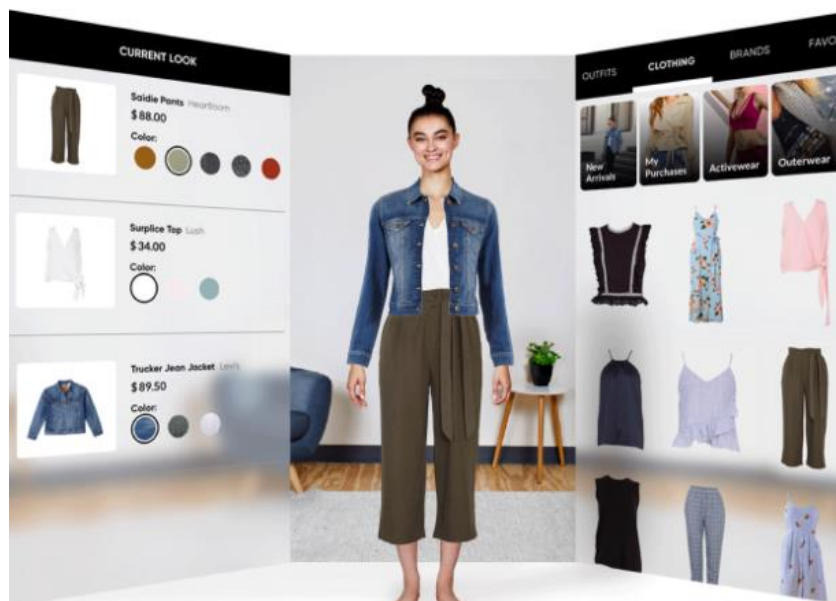 CURRENT LOOK
Saidie Pants Heartloom
$88.00
Color:
Surplice Top Lush
$34.00
Color:
Trucker Jean Jacket Levi's
$89.50
Color:
OUTFITS CLOTHING BRANDS FAVO
New
Arrivals
My
Purchases
Activewear
Outerwear